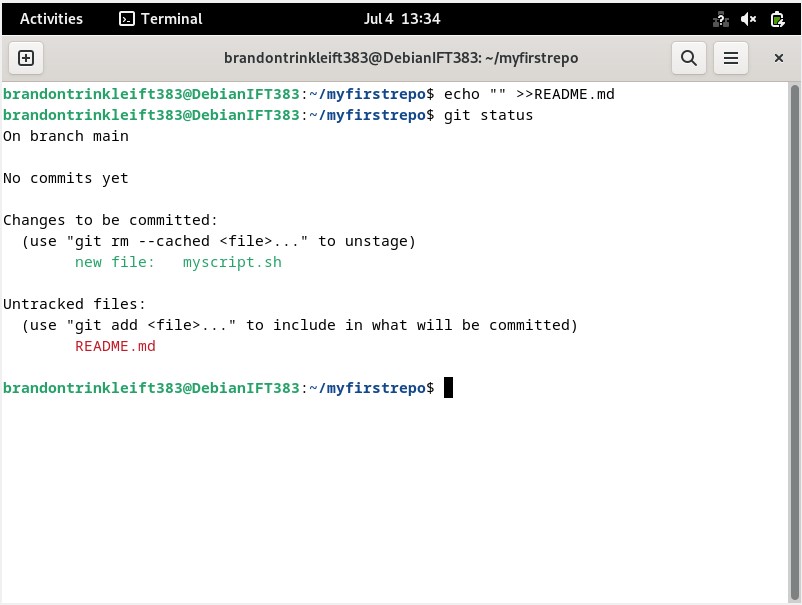 Activities Terminal Jul 4 13:34
brandontrinkleift383@DebianIFT383: ~/myfirstrepo
brandontrinkleift383@DebianIFT383:~/myfirstrepo$ echo "" >>README.md
brandontrinkleift383@DebianIFT383:~/myfirstrepo$ git status
On branch main

No commits yet

Changes to be committed:
  (use "git rm --cached <file>..." to unstage)
        new file:   myscript.sh

Untracked files:
  (use "git add <file>..." to include in what will be committed)
        README.md

brandontrinkleift383@DebianIFT383:~/myfirstrepo$